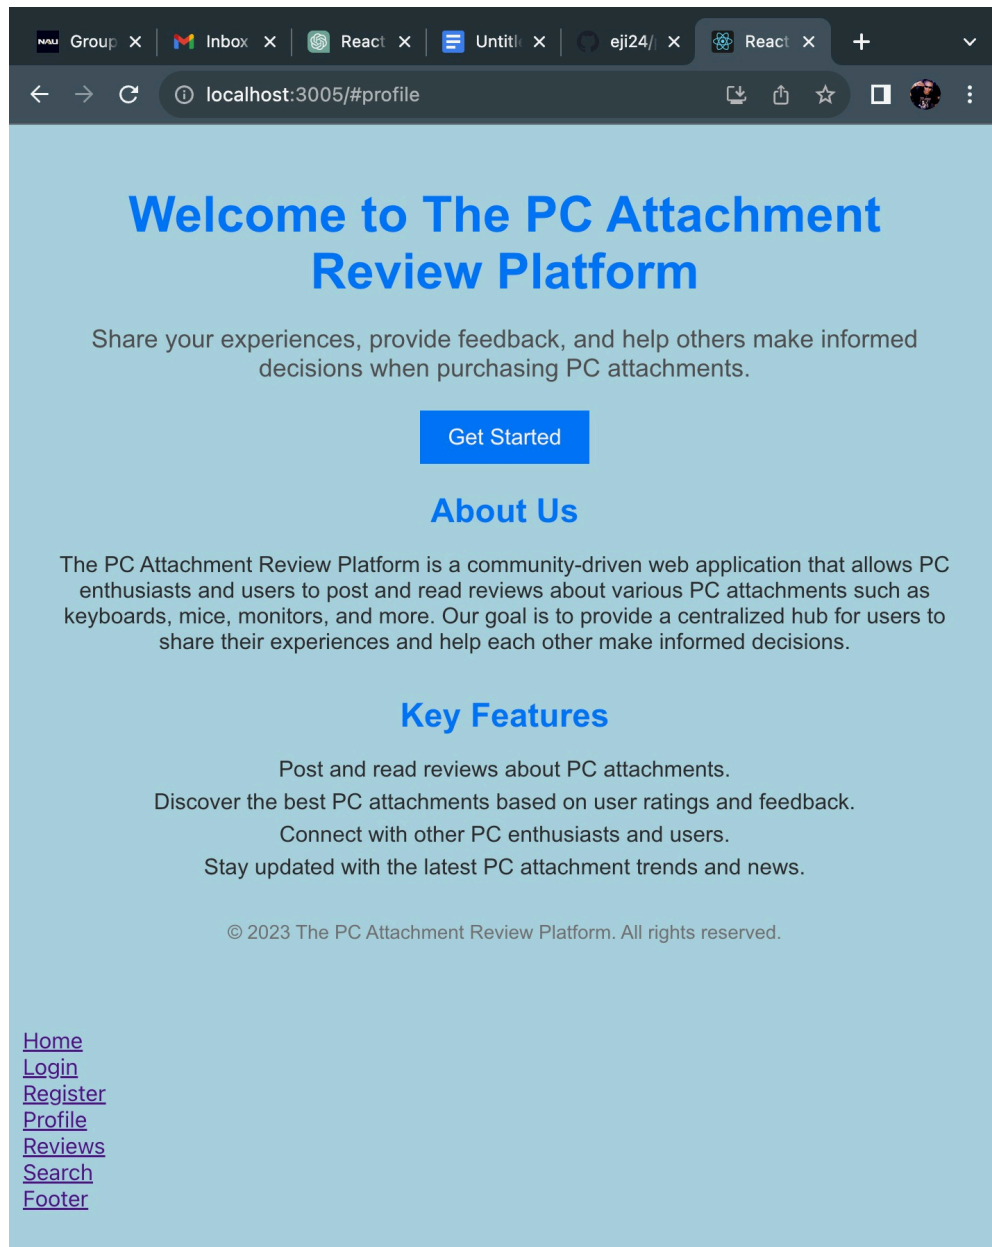 NAU Group
Inbox
React
Untitle
eji24/
React
localhost:3005/#profile
Welcome to The PC Attachment
Review Platform
Share your experiences, provide feedback, and help others make informed
decisions when purchasing PC attachments.
Get Started
About Us
The PC Attachment Review Platform is a community-driven web application that allows PC
enthusiasts and users to post and read reviews about various PC attachments such as
keyboards, mice, monitors, and more. Our goal is to provide a centralized hub for users to
share their experiences and help each other make informed decisions.
Key Features
Post and read reviews about PC attachments.
Discover the best PC attachments based on user ratings and feedback.
Connect with other PC enthusiasts and users.
Stay updated with the latest PC attachment trends and news.
© 2023 The PC Attachment Review Platform. All rights reserved.
Home
Login
Register
Profile
Reviews
Search
Footer